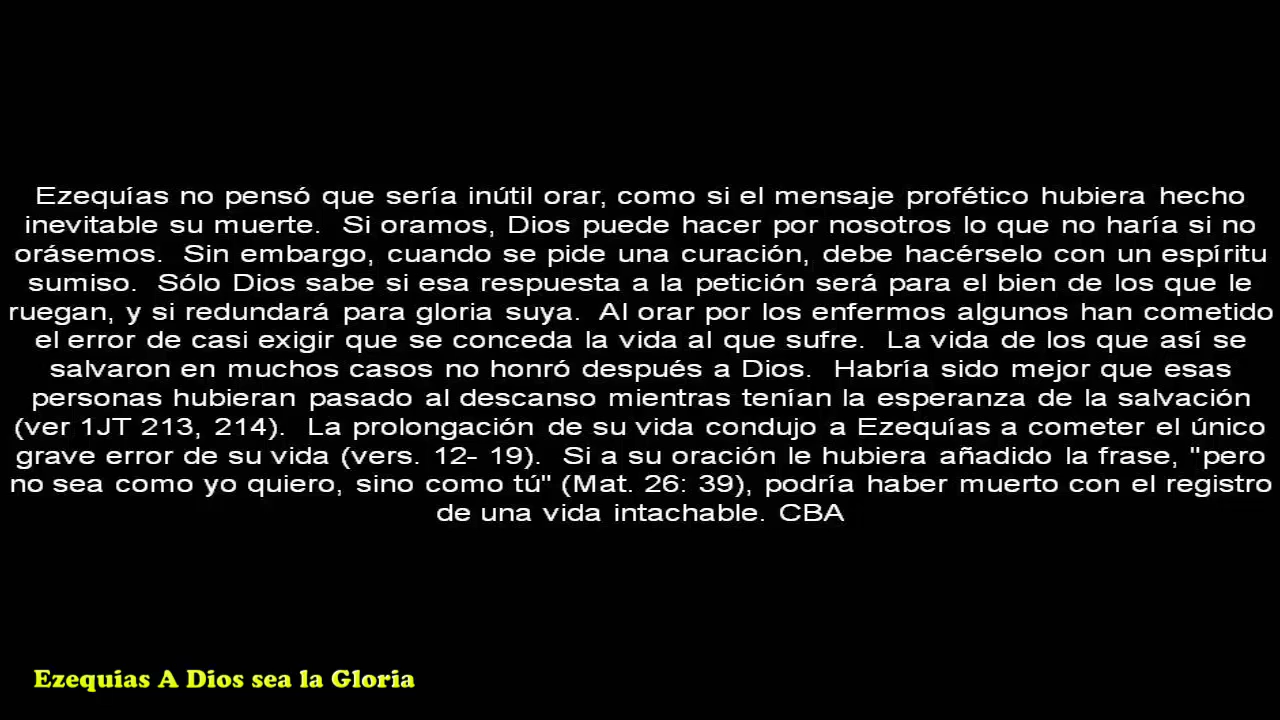 Ezequías no pensó que sería inútil orar, como si el mensaje profético hubiera hecho
inevitable su muerte.  Si oramos, Dios puede hacer por nosotros lo que no haría si no
orásemos.  Sin embargo, cuando se pide una curación, debe hacérselo con un espíritu
sumiso.  Sólo Dios sabe si esa respuesta a la petición será para el bien de los que le
ruegan, y si redundará para gloria suya.  Al orar por los enfermos algunos han cometido
el error de casi exigir que se conceda la vida al que sufre.  La vida de los que así se
salvaron en muchos casos no honró después a Dios.  Habría sido mejor que esas
personas hubieran pasado al descanso mientras tenían la esperanza de la salvación
(ver 1JT 213, 214).  La prolongación de su vida condujo a Ezequías a cometer el único
grave error de su vida (vers. 12- 19).  Si a su oración le hubiera añadido la frase, "pero
no sea como yo quiero, sino como tú" (Mat. 26: 39), podría haber muerto con el registro
de una vida intachable. CBA
Ezequias A Dios sea la Gloria